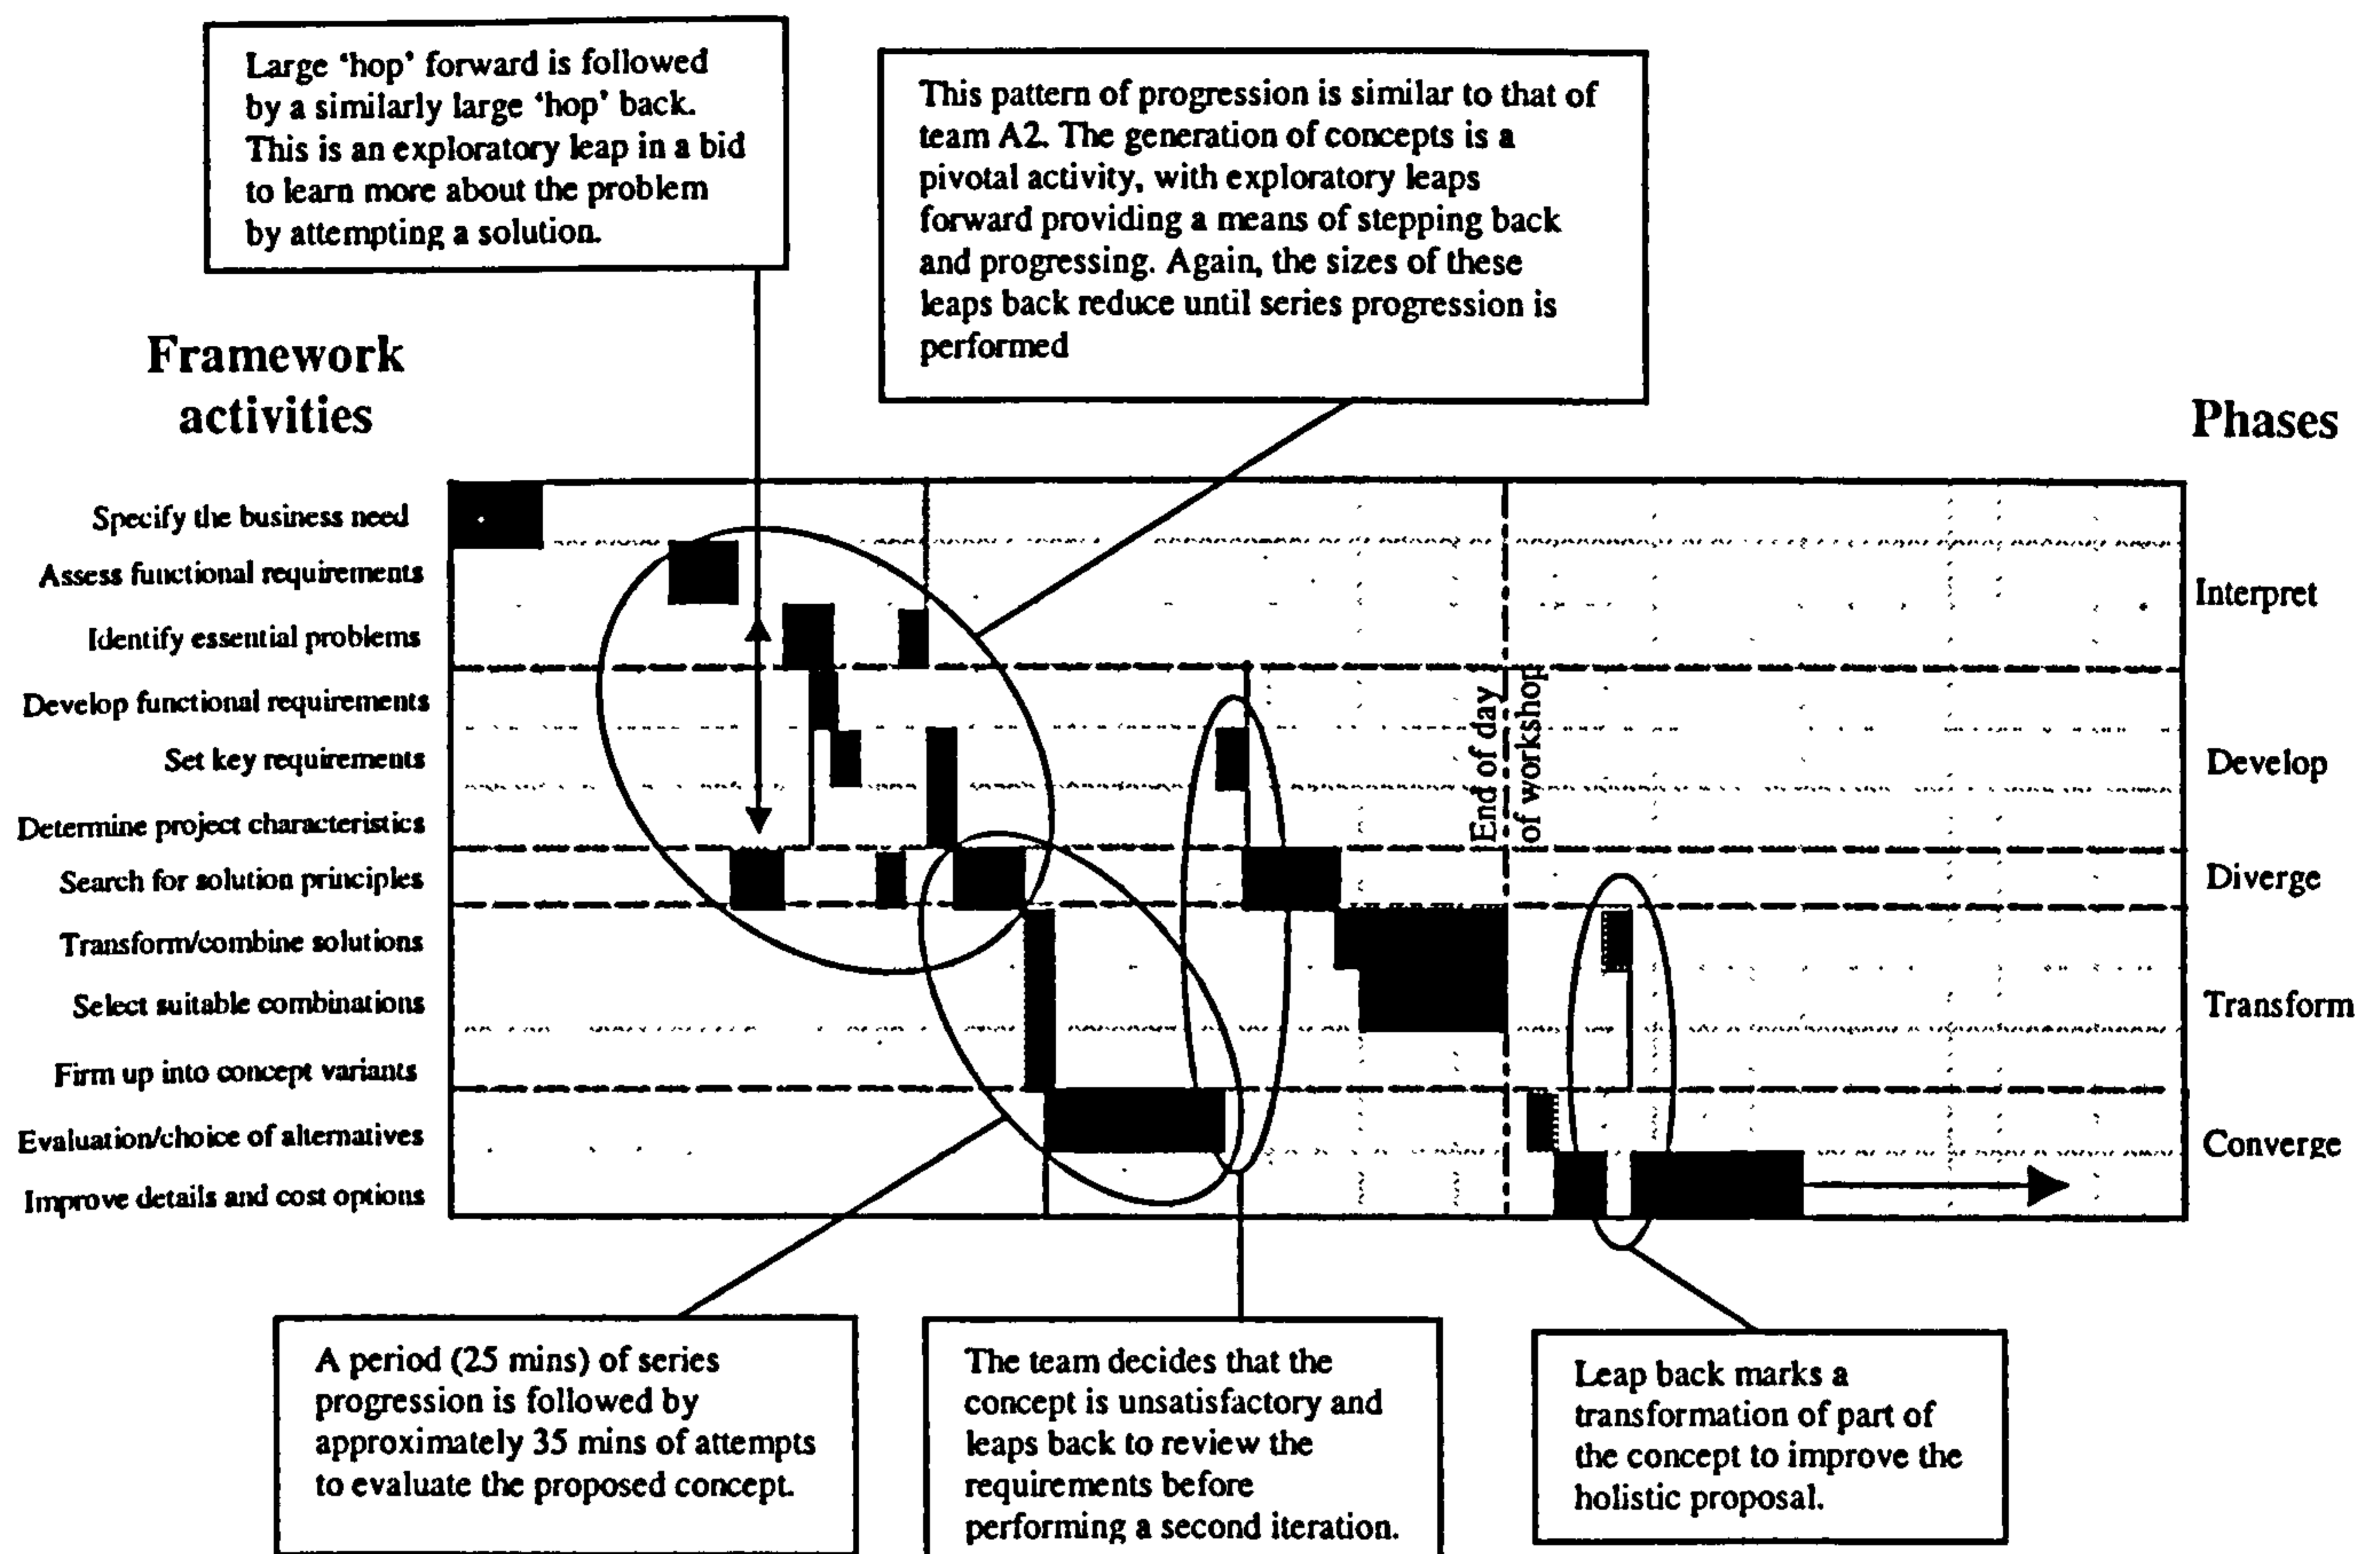 Large ‘hop’ forward is followed
by a similarly large ‘hop’ back.
This is an exploratory leap in a bid
to learn more about the problem
by attempting a solution.
This pattern of progression is similar to that of
team A2. The generation of concepts is a
pivotal activity, with exploratory leaps
forward providing a means of stepping back
and progressing. Again, the sizes of these
leaps back reduce until series progression is
performed
Framework
activities
Phases
Specify the business need
Assess functional requirements
Identify essential problems
Develop functional requirements
Set key requirements
Determine project characteristics
Search for solution principles
Transform/combine solutions
Select suitable combinations
Firm up into concept variants
Evaluation/choice of alternatives
Improve details and cost options
End of day
of workshop
Interpret
Develop
Diverge
Transform
Converge
A period (25 mins) of series
progression is followed by
approximately 35 mins of attempts
to evaluate the proposed concept.
The team decides that the
concept is unsatisfactory and
leaps back to review the
requirements before
performing a second iteration.
Leap back marks a
transformation of part of
the concept to improve the
holistic proposal.